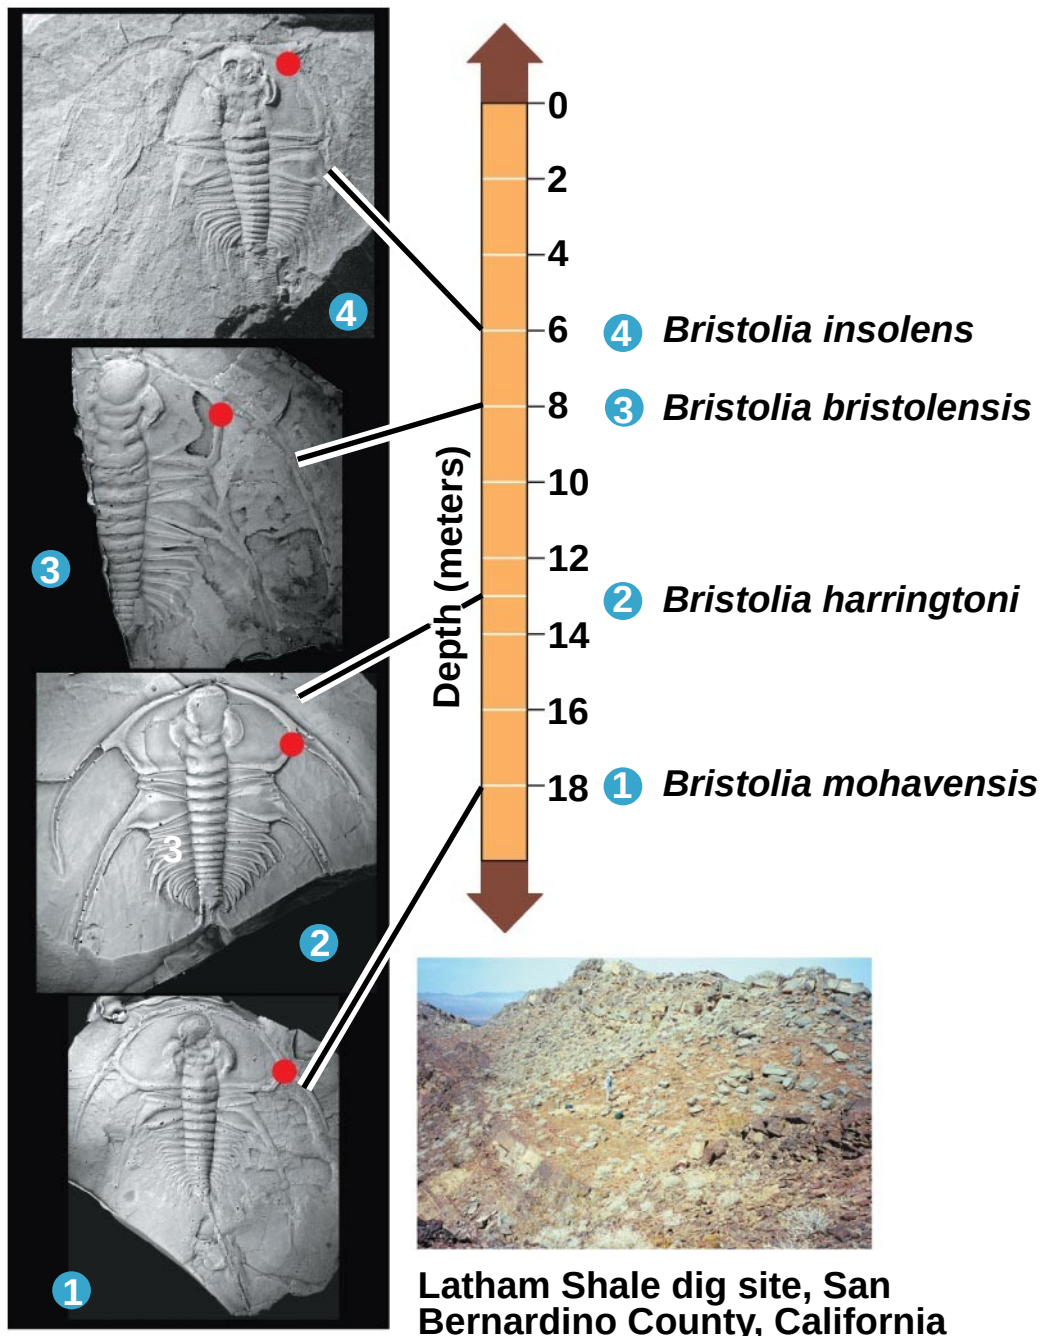 4
3
3
2
1
Depth (meters)
0
2
4
6
8
10
12
14
16
18
4 Bristolia insolens
3 Bristolia bristolensis
2 Bristolia harringtoni
1 Bristolia mohavensis
Latham Shale dig site, San
Bernardino County, California